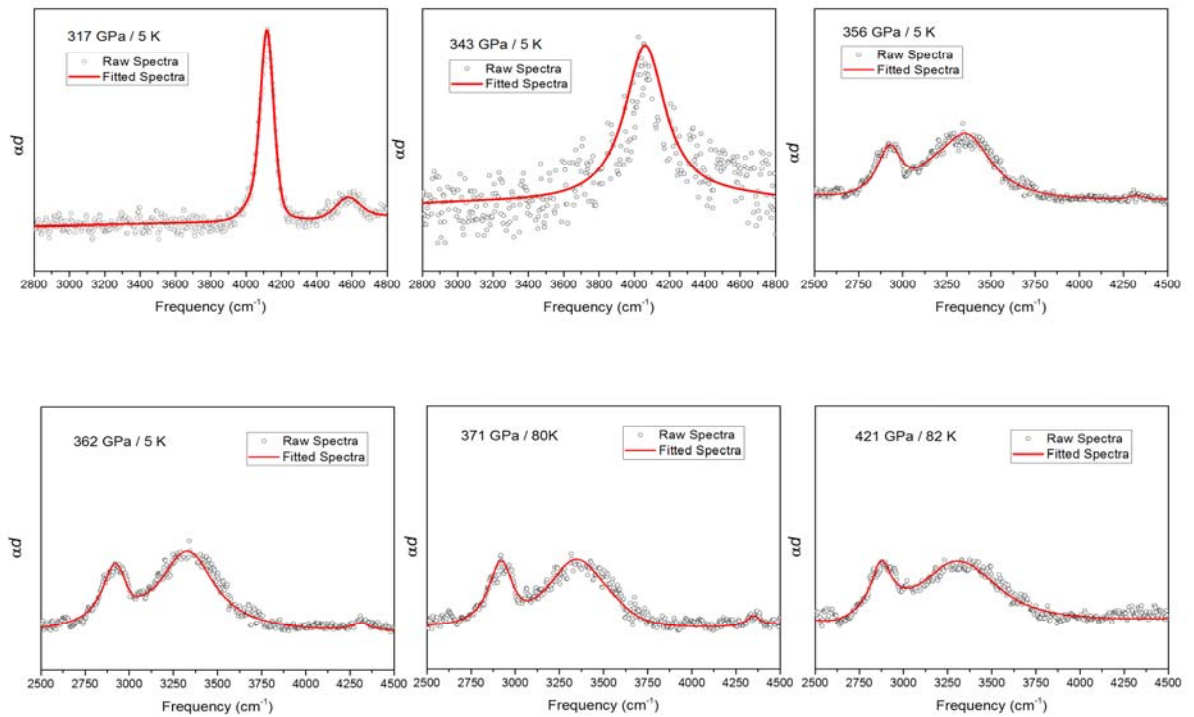 317 GPa / 5 K
Raw Spectra
Fitted Spectra
αd
2800 3000 3200 3400 3600 3800 4000 4200 4400 4600 4800
Frequency (cm⁻¹)
343 GPa / 5 K
Raw Spectra
Fitted Spectra
αd
2800 3000 3200 3400 3600 3800 4000 4200 4400 4600 4800
Frequency (cm⁻¹)
356 GPa / 5 K
Raw Spectra
Fitted Spectra
αd
2500 2750 3000 3250 3500 3750 4000 4250 4500
Frequency (cm⁻¹)
362 GPa / 5 K
Raw Spectra
Fitted Spectra
αd
2500 2750 3000 3250 3500 3750 4000 4250 4500
Frequency (cm⁻¹)
371 GPa / 80K
Raw Spectra
Fitted Spectra
αd
2500 2750 3000 3250 3500 3750 4000 4250 4500
Frequency (cm⁻¹)
421 GPa / 82 K
Raw Spectra
Fitted Spectra
αd
2500 2750 3000 3250 3500 3750 4000 4250 4500
Frequency (cm⁻¹)